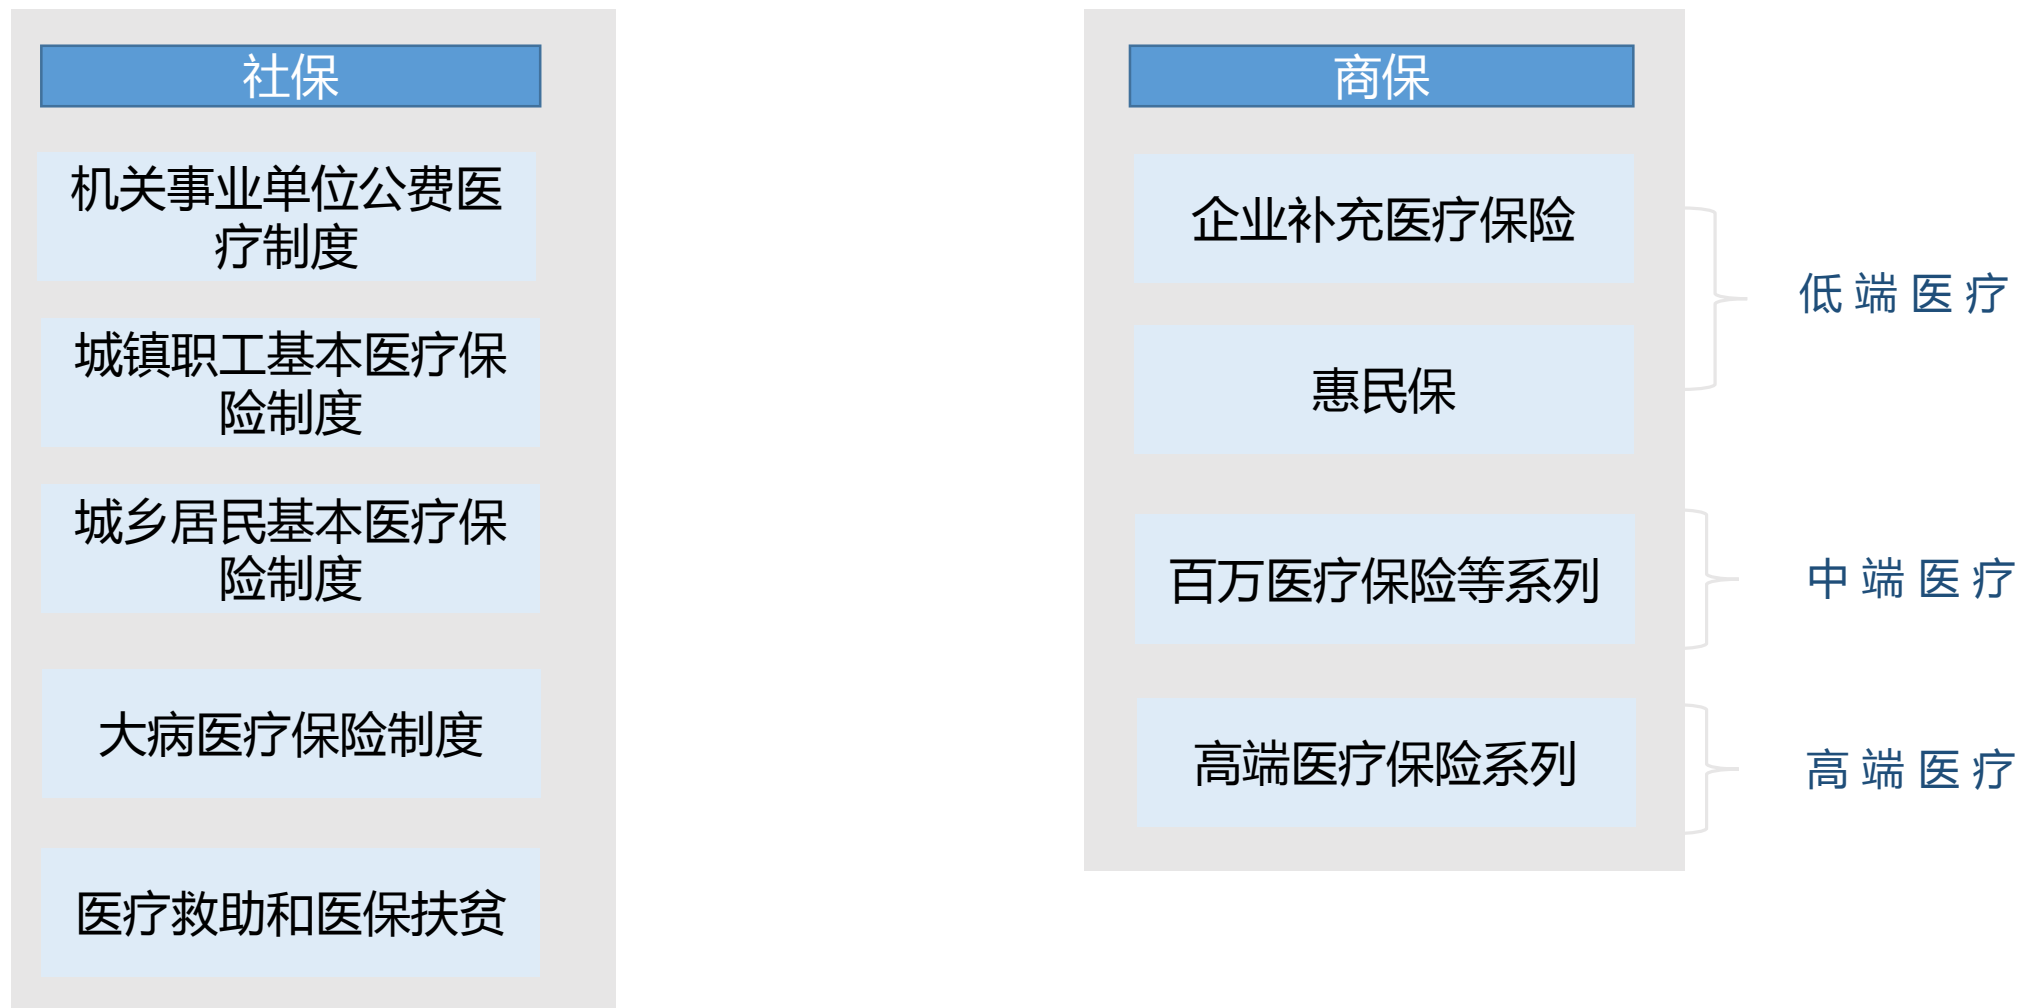 社保
机关事业单位公费医
疗制度
城镇职工基本医疗保
险制度
城乡居民基本医疗保
险制度
大病医疗保险制度
医疗救助和医保扶贫
商保
企业补充医疗保险
惠民保
百万医疗保险等系列
高端医疗保险系列
低端医疗
中端医疗
高端医疗